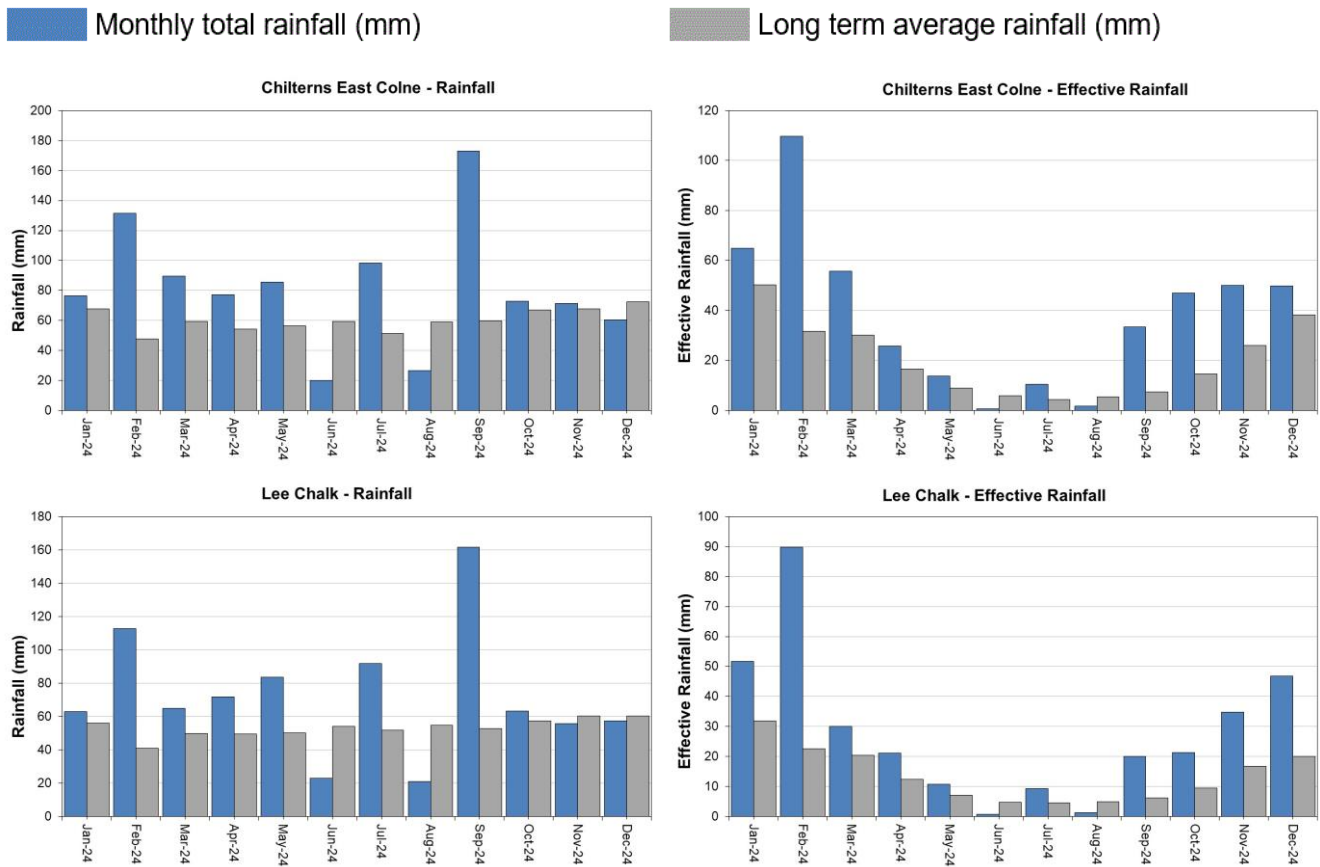 Monthly total rainfall (mm)
Long term average rainfall (mm)
Chilterns East Colne - Rainfall
Rainfall (mm)
200
180
160
140
120
100
80
60
40
20
0
Jan-24
Feb-24
Mar-24
Apr-24
May-24
Jun-24
Jul-24
Aug-24
Sep-24
Oct-24
Nov-24
Dec-24
Chilterns East Colne - Effective Rainfall
Effective Rainfall (mm)
120
100
80
60
40
20
0
Jan-24
Feb-24
Mar-24
Apr-24
May-24
Jun-24
Jul-24
Aug-24
Sep-24
Oct-24
Nov-24
Dec-24
Lee Chalk - Rainfall
Rainfall (mm)
180
160
140
120
100
80
60
40
20
0
Jan-24
Feb-24
Mar-24
Apr-24
May-24
Jun-24
Jul-24
Aug-24
Sep-24
Oct-24
Nov-24
Dec-24
Lee Chalk - Effective Rainfall
Effective Rainfall (mm)
100
90
80
70
60
50
40
30
20
10
0
Jan-24
Feb-24
Mar-24
Apr-24
May-24
Jun-24
Jul-24
Aug-24
Sep-24
Oct-24
Nov-24
Dec-24